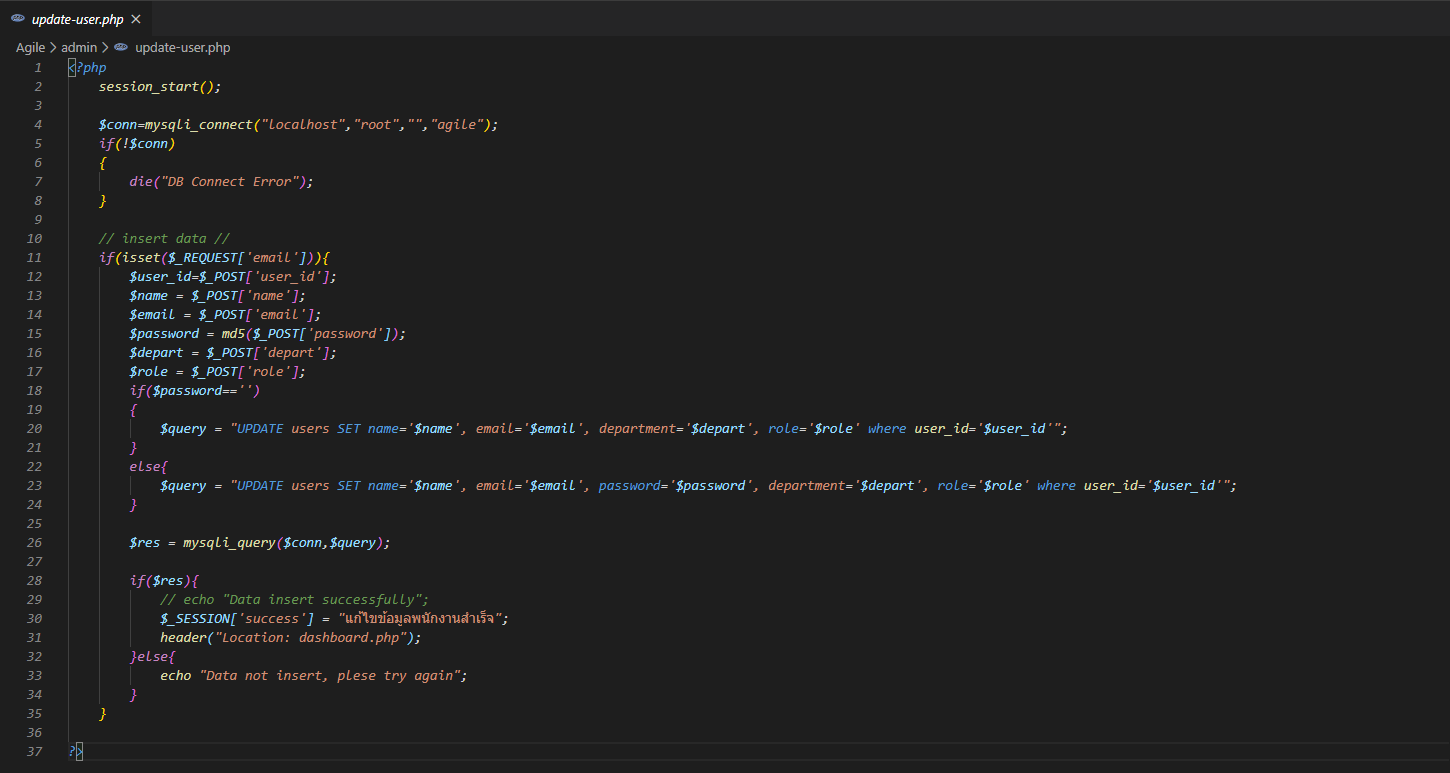 update-user.php
Agile > admin > update-user.php
1 <?php
2 session_start();
3
4 $conn=mysqli_connect("localhost","root","","agile");
5 if(!$conn)
6 {
7 die("DB Connect Error");
8 }
9
10 // insert data //
11 if(isset($_REQUEST['email'])){
12 $user_id=$_POST['user_id'];
13 $name = $_POST['name'];
14 $email = $_POST['email'];
15 $password = md5($_POST['password']);
16 $depart = $_POST['depart'];
17 $role = $_POST['role'];
18 if($password=='')
19 {
20 $query = "UPDATE users SET name='$name', email='$email', department='$depart', role='$role' where user_id='$user_id'";
21 }
22 else{
23 $query = "UPDATE users SET name='$name', email='$email', password='$password', department='$depart', role='$role' where user_id='$user_id'";
24 }
25
26 $res = mysqli_query($conn,$query);
27
28 if($res){
29 // echo "Data insert successfully";
30 $_SESSION['success'] = "แก้ไขข้อมูลพนักงานสำเร็จ";
31 header("Location: dashboard.php");
32 }else{
33 echo "Data not insert, plese try again";
34 }
35 }
36
37 ?>